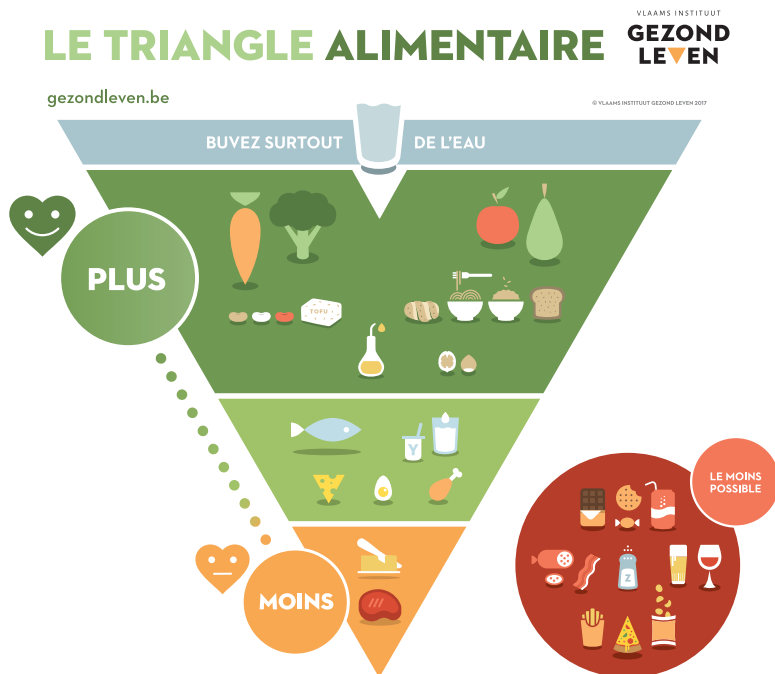 LE TRIANGLE ALIMENTAIRE
VLAAMS INSTITUUT
GEZOND
LEVEN
gezondleven.be
© VLAAMS INSTITUUT GEZOND LEVEN 2017
BUVEZ SURTOUT DE L'EAU
PLUS
TOFU
Y
LE MOINS
POSSIBLE
Z
MOINS